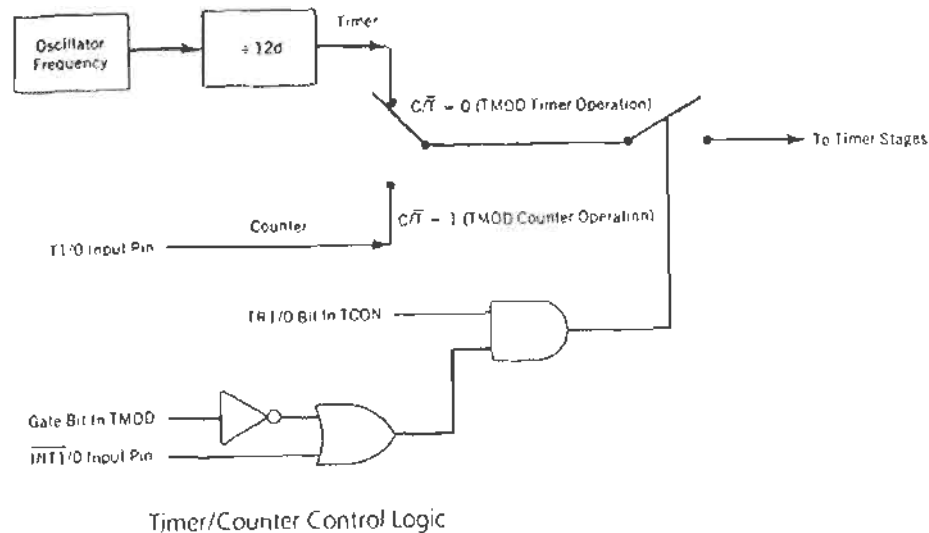 Oscillator
Frequency
÷ 12d
Timer
C/T̅ = 0 (TMOD Timer Operation)
To Timer Stages
Counter
C/T̅ = 1 (TMOD Counter Operation)
T1/0 Input Pin
TR1/0 Bit In TCON
Gate Bit In TMOD
I̅N̅T̅1̅/0 Input Pin
Timer/Counter Control Logic